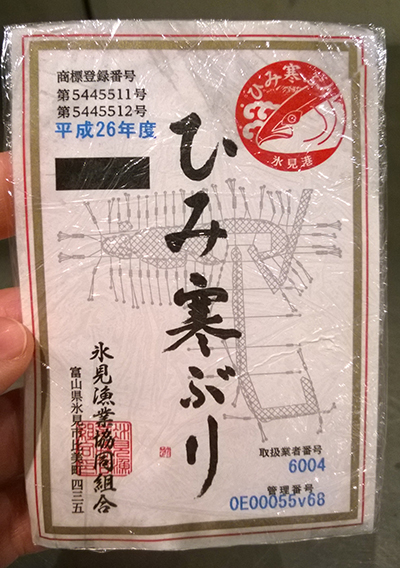 商標登録番号
第5445511号
第5445512号
平成26年度
ひみ寒ぶり
氷見港
ひみ寒ぶり
氷見漁業協同組合
富山県氷見市比美町四三五
取扱業者番号
6004
管理番号
0E00055v68